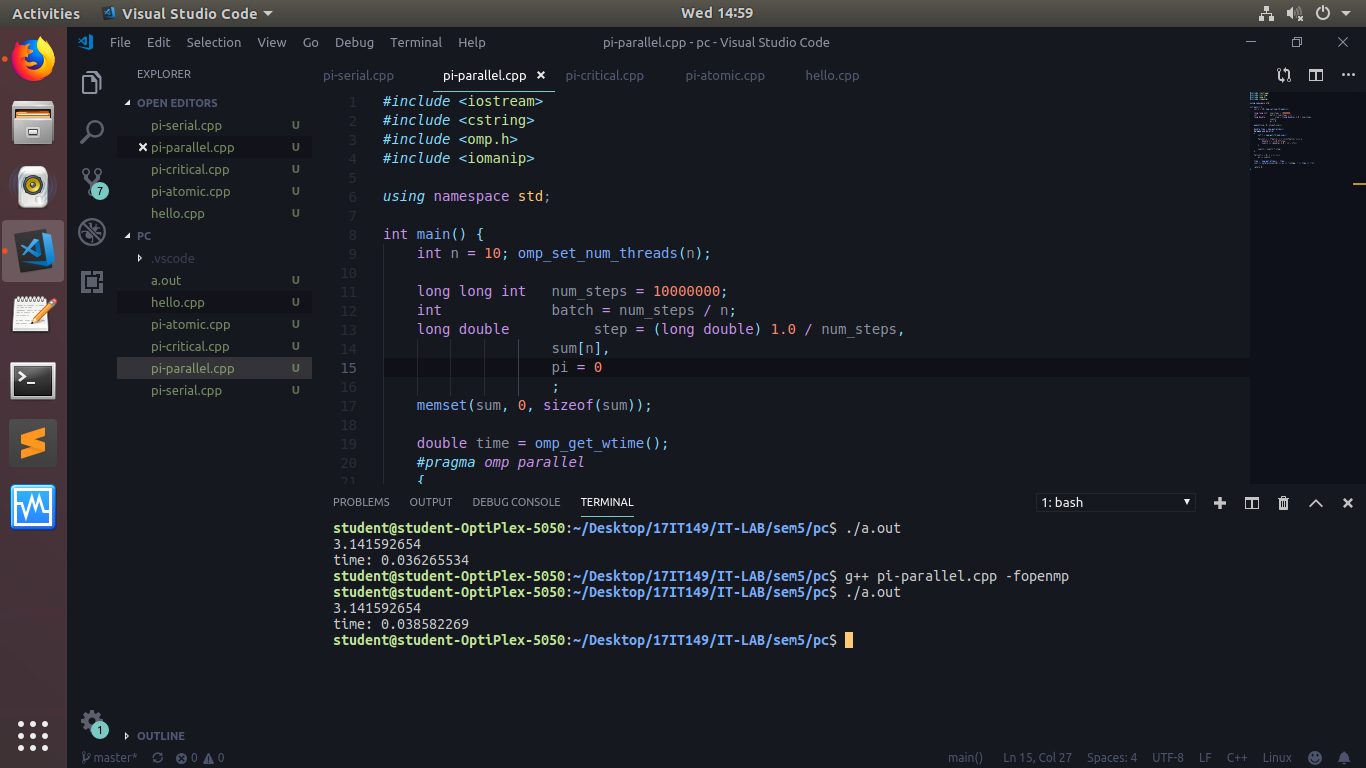 Activities Visual Studio Code Wed 14:59
File Edit Selection View Go Debug Terminal Help pi-parallel.cpp - pc - Visual Studio Code
EXPLORER
OPEN EDITORS
pi-serial.cpp U
pi-parallel.cpp U
pi-critical.cpp U
pi-atomic.cpp U
hello.cpp U
PC
.vscode
a.out U
hello.cpp U
pi-atomic.cpp U
pi-critical.cpp U
pi-parallel.cpp U
pi-serial.cpp U
OUTLINE
7
1
pi-serial.cpp pi-parallel.cpp pi-critical.cpp pi-atomic.cpp hello.cpp
1 #include <iostream>
2 #include <cstring>
3 #include <omp.h>
4 #include <iomanip>
5
6 using namespace std;
7
8 int main() {
9 int n = 10; omp_set_num_threads(n);
10
11 long long int num_steps = 10000000;
12 int batch = num_steps / n;
13 long double step = (long double) 1.0 / num_steps,
14 sum[n],
15 pi = 0
16 ;
17 memset(sum, 0, sizeof(sum));
18
19 double time = omp_get_wtime();
20 #pragma omp parallel
21 {
PROBLEMS OUTPUT DEBUG CONSOLE TERMINAL 1: bash
student@student-OptiPlex-5050:~/Desktop/17IT149/IT-LAB/sem5/pc$ ./a.out
3.141592654
time: 0.036265534
student@student-OptiPlex-5050:~/Desktop/17IT149/IT-LAB/sem5/pc$ g++ pi-parallel.cpp -fopenmp
student@student-OptiPlex-5050:~/Desktop/17IT149/IT-LAB/sem5/pc$ ./a.out
3.141592654
time: 0.038582269
student@student-OptiPlex-5050:~/Desktop/17IT149/IT-LAB/sem5/pc$
master* 0 0 main() Ln 15, Col 27 Spaces: 4 UTF-8 LF C++ Linux